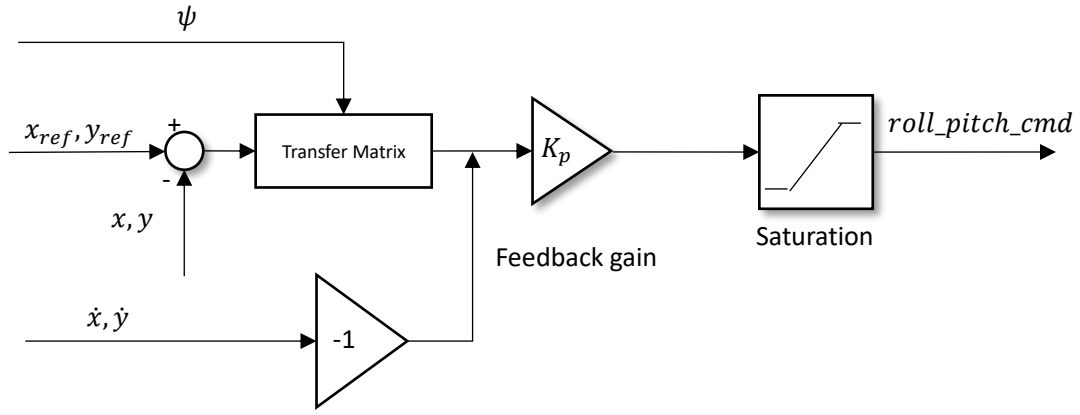 ψ
x_ref, y_ref
+
-
Transfer Matrix
K_p
roll_pitch_cmd
x, y
Feedback gain
Saturation
ẋ, ẏ
-1